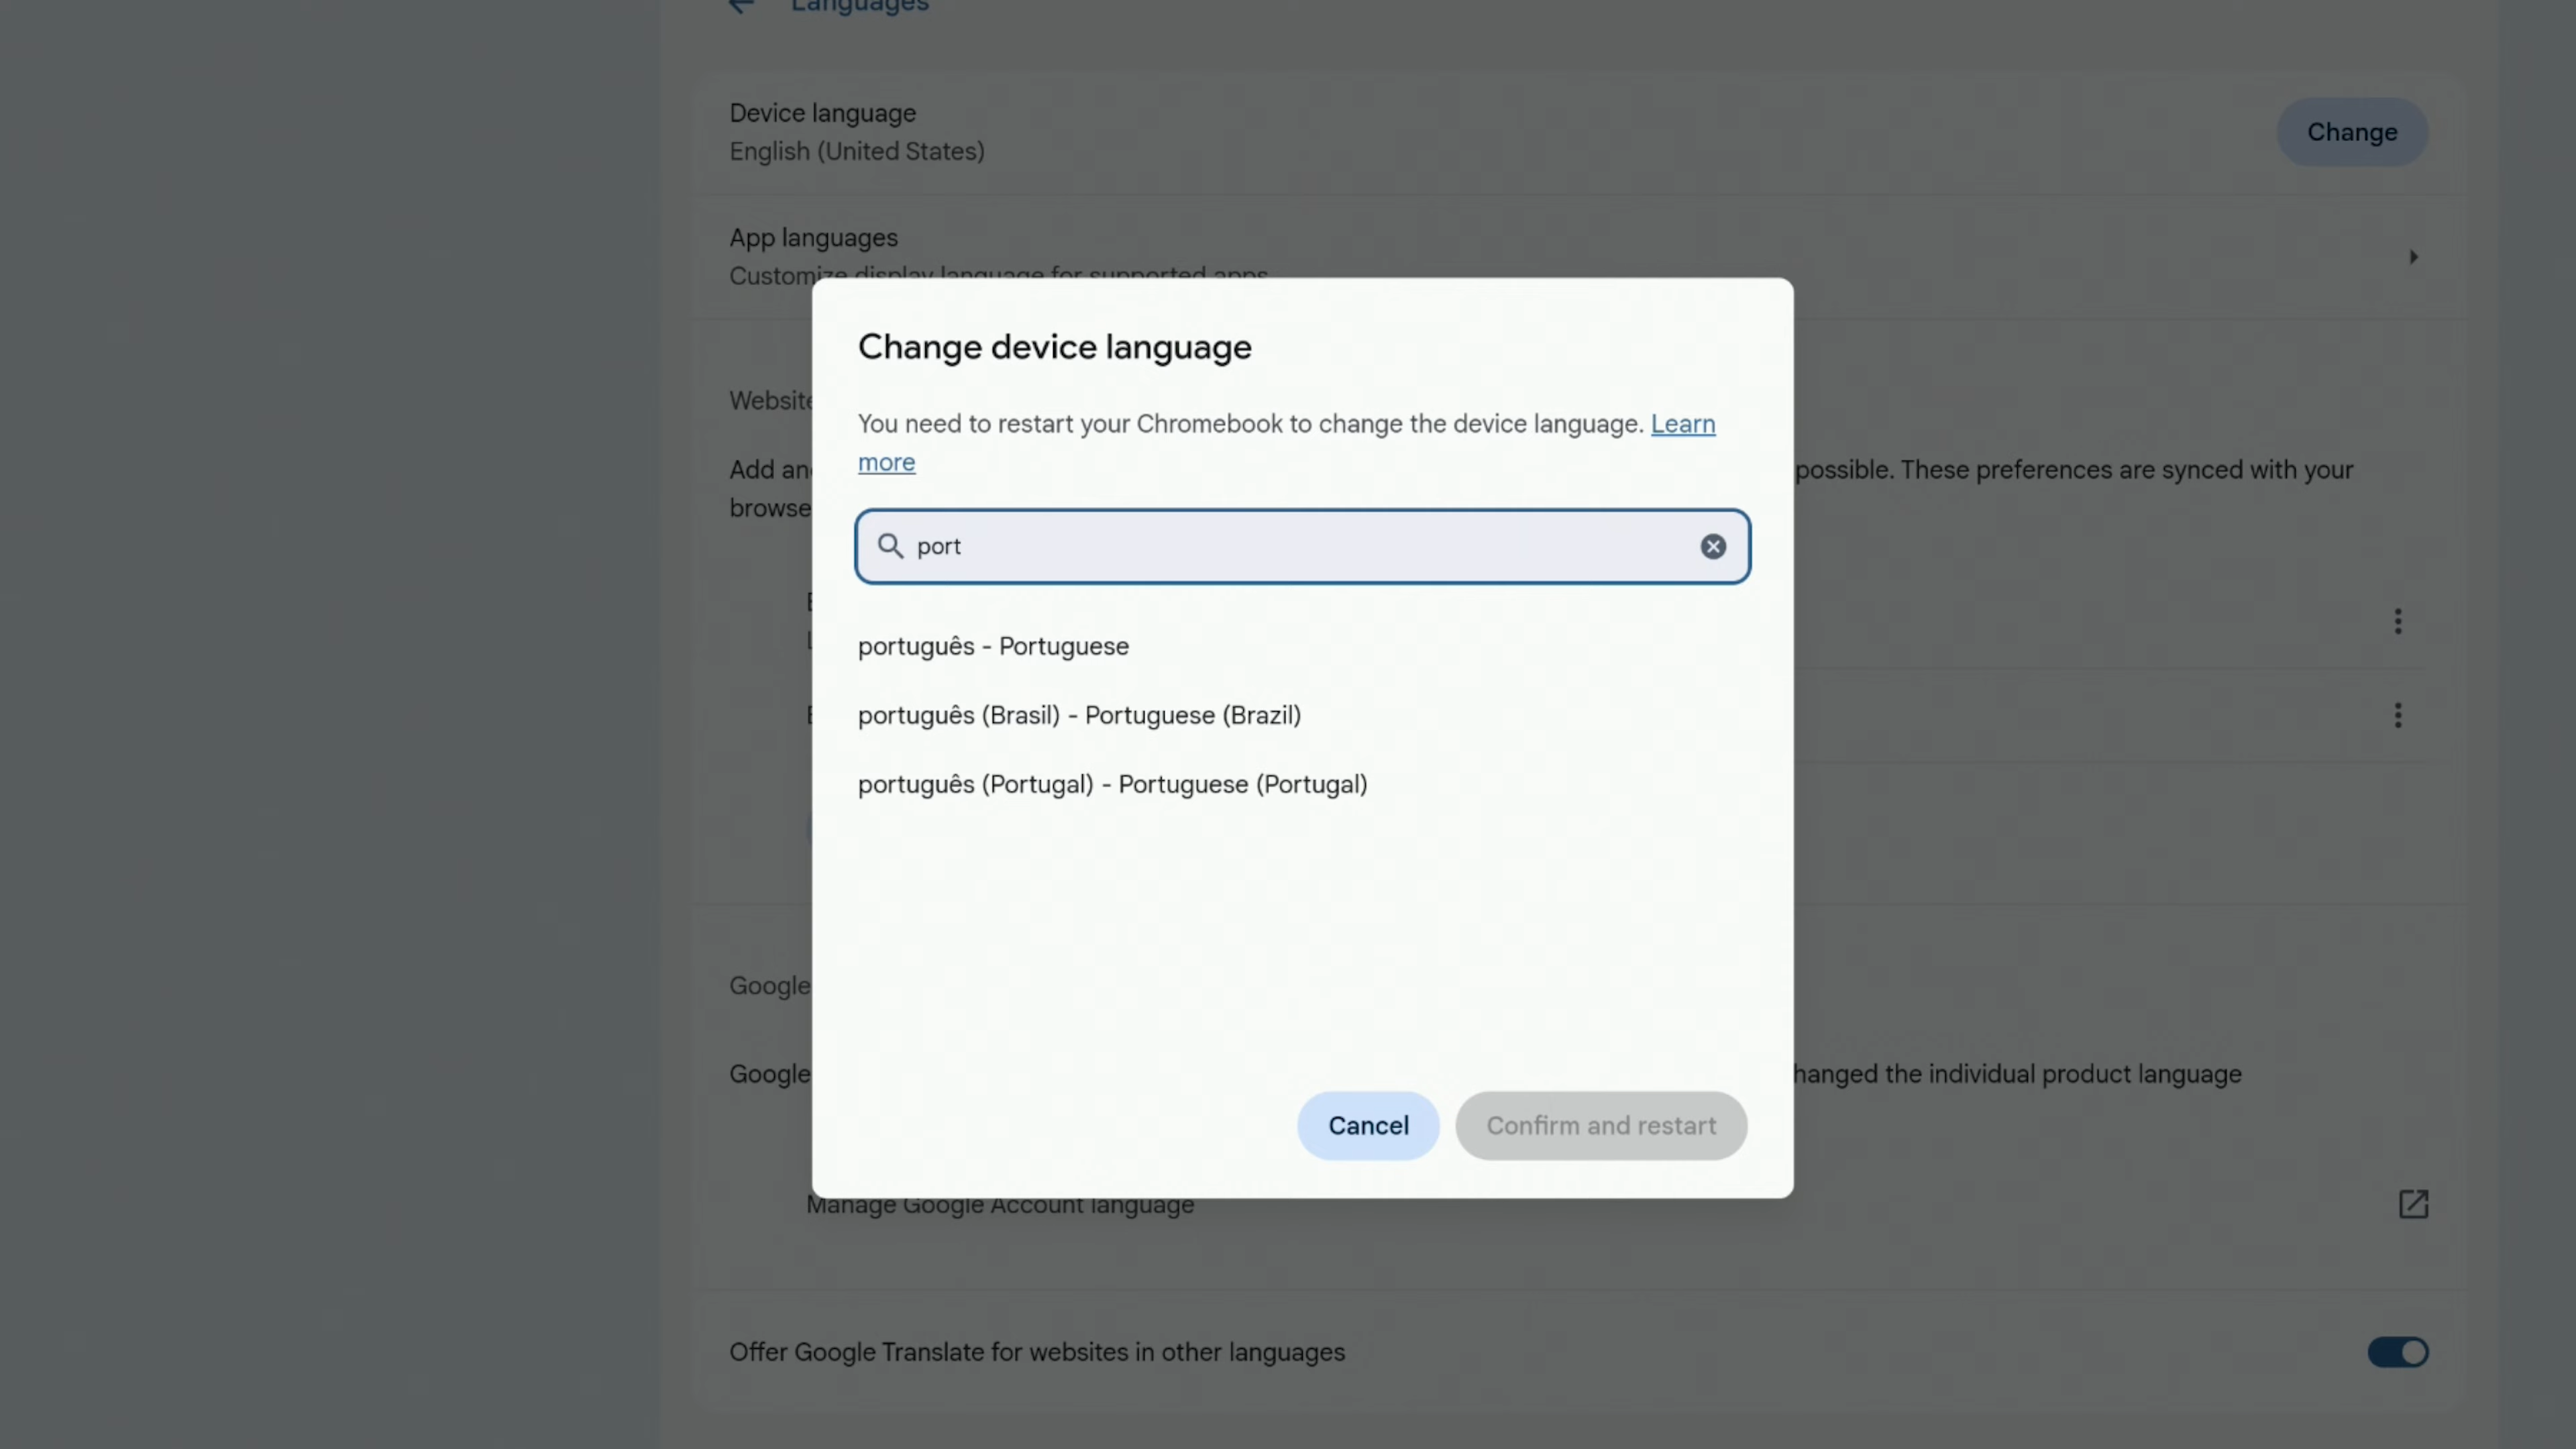 Languages
Device language
English (United States)
Change
App languages
Customize display language for supported apps
Change device language
You need to restart your Chromebook to change the device language. Learn
more
Website
Add an
possible. These preferences are synced with your
browse
port
português - Portuguese
português (Brasil) - Portuguese (Brazil)
português (Portugal) - Portuguese (Portugal)
Google
Google
hanged the individual product language
Cancel
Confirm and restart
Manage Google Account language
Offer Google Translate for websites in other languages